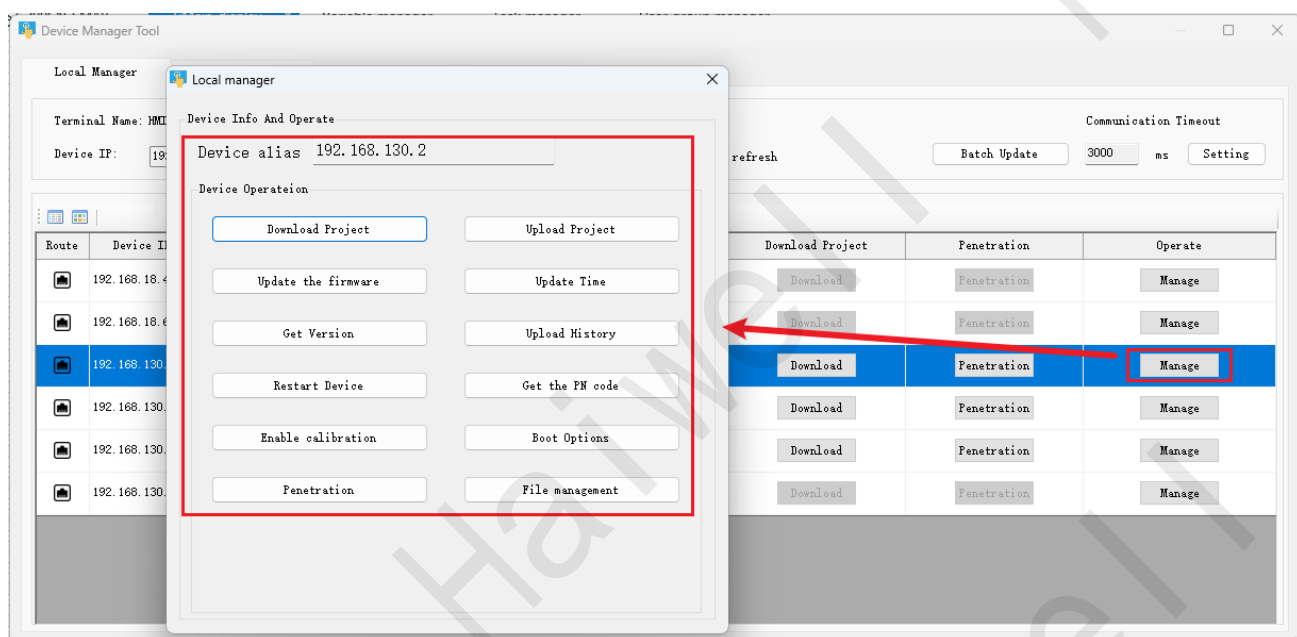 Device Manager Tool
Local Manager
Local manager
Terminal Name: HMI
Device Info And Operate
Communication Timeout
Device IP:
Device alias 192.168.130.2
refresh
Batch Update
3000 ms Setting
Device Operateion
Download Project Upload Project
Route Device Download Project Penetration Operate
Update the firmware Update Time
192.168.18. Download Penetration Manage
Get Version Upload History
192.168.18. Download Penetration Manage
192.168.130. Download Penetration Manage
Restart Device Get the PN code
192.168.130. Download Penetration Manage
Enable calibration Boot Options
192.168.130. Download Penetration Manage
Penetration File management
192.168.130. Download Penetration Manage
Haiwell